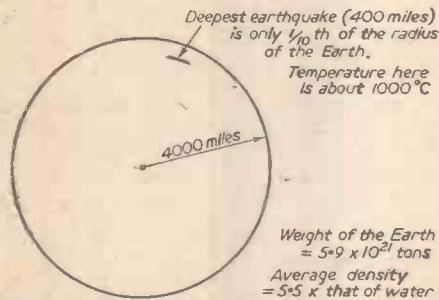 Deepest earthquake (400 miles)
is only 1/10 th of the radius
of the Earth.
Temperature here
is about 1000°C
4000 miles
Weight of the Earth
= 5·9 x 10²¹ tons
Average density
= 5·5 x that of water